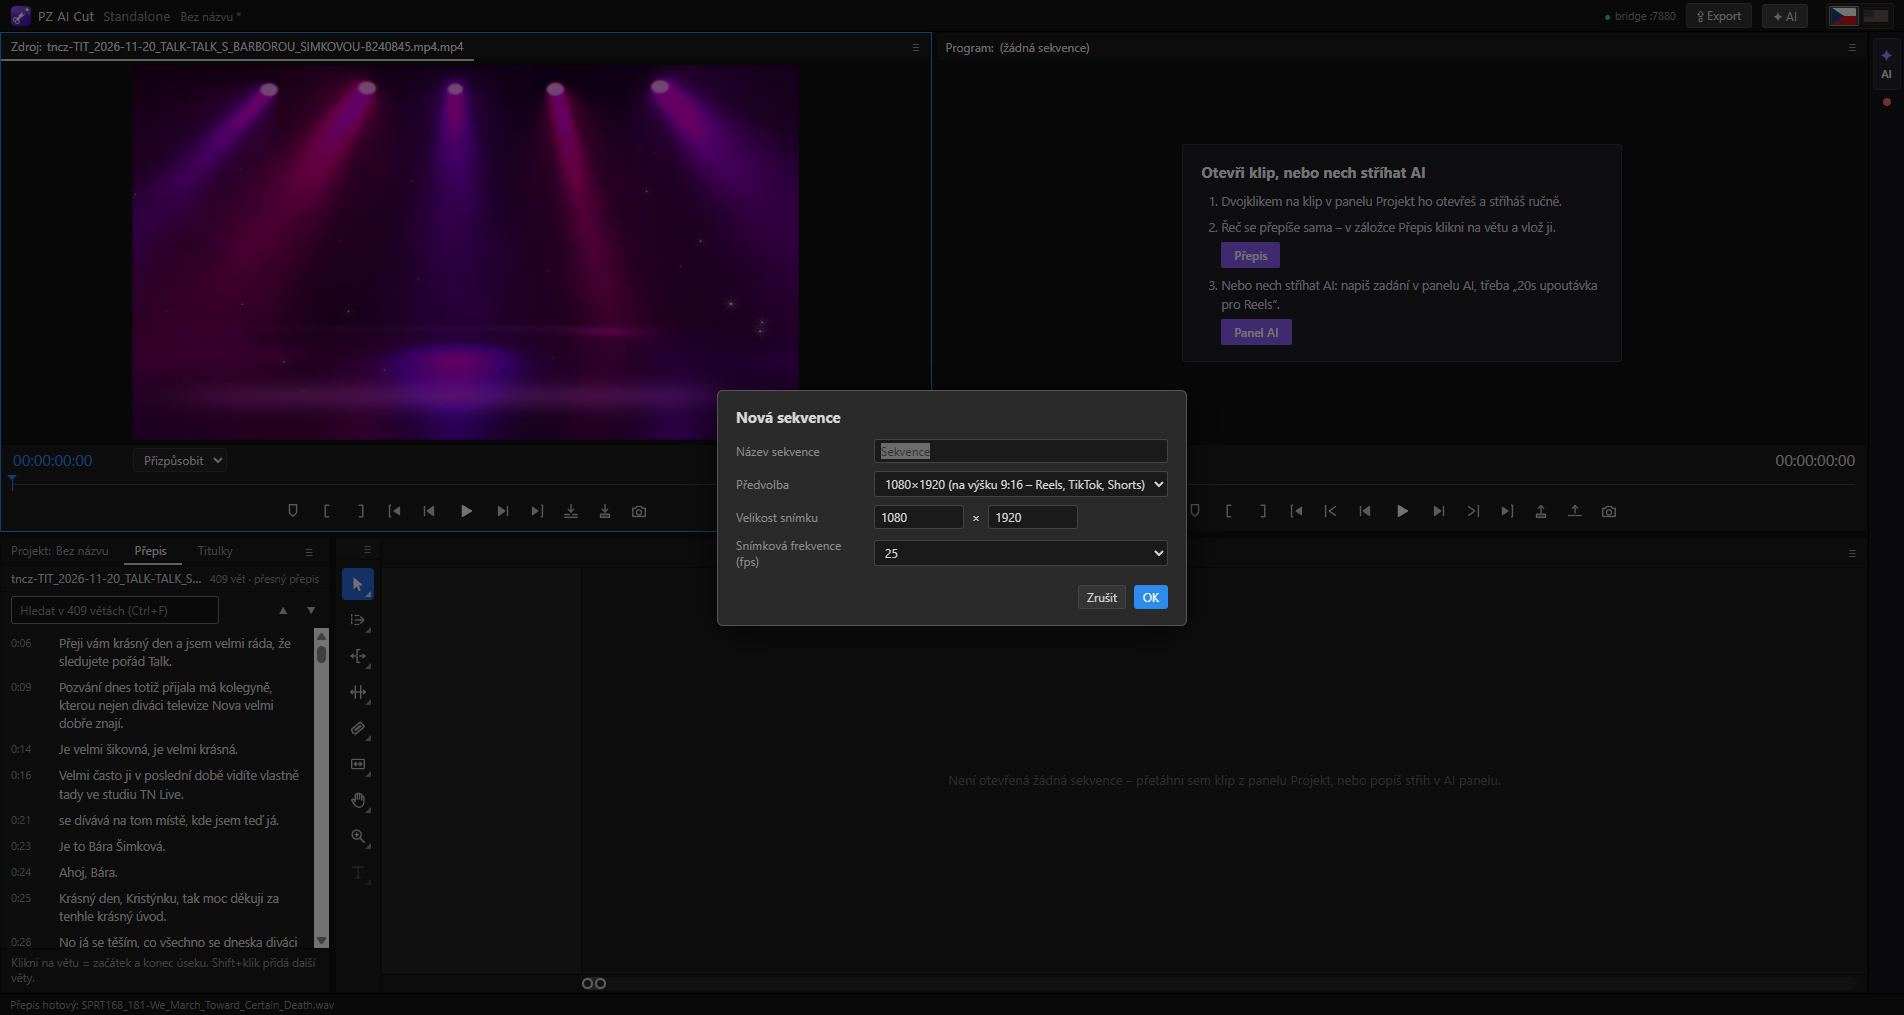 PZ AI Cut Standalone Bez názvu *
bridge :7880 Export AI
Zdroj: tncz-TIT_2026-11-20_TALK-TALK_S_BARBOROU_SIMKOVOU-B240845.mp4.mp4
Program: (žádná sekvence)
AI
Otevři klip, nebo nech stříhat AI
1. Dvojklikem na klip v panelu Projekt ho otevřeš a stříháš ručně.
2. Řeč se přepíše sama – v záložce Přepis klikni na větu a vlož ji.
Přepis
3. Nebo nech stříhat AI: napiš zadání v panelu AI, třeba „20s upoutávka
pro Reels“.
Panel AI
00:00:00:00 Přizpůsobit
00:00:00:00
Nová sekvence
Název sekvence Sekvence
Předvolba 1080×1920 (na výšku 9:16 – Reels, TikTok, Shorts)
Velikost snímku 1080 × 1920
Snímková frekvence
(fps) 25
Zrušit OK
Projekt: Bez názvu Přepis Titulky
tncz-TIT_2026-11-20_TALK-TALK_S... 409 vět · přesný přepis
Hledat v 409 větách (Ctrl+F)
0:06 Přeji vám krásný den a jsem velmi ráda, že
sledujete pořád Talk.
0:09 Pozvání dnes totiž přijala má kolegyně,
kterou nejen diváci televize Nova velmi
dobře znají.
0:14 Je velmi šikovná, je velmi krásná.
0:16 Velmi často ji v poslední době vidíte vlastně
tady ve studiu TN Live.
0:21 se dívává na tom místě, kde jsem teď já.
0:23 Je to Bára Šimková.
0:24 Ahoj, Bára.
0:25 Krásný den, Kristýnku, tak moc děkuji za
tenhle krásný úvod.
0:28 No já se těším, co všechno se dneska diváci
Klikni na větu = začátek a konec úseku. Shift+klik přidá další
věty.
Není otevřená žádná sekvence – přetáhni sem klip z panelu Projekt, nebo popiš střih v AI panelu.
Přepis hotový: SPRT168_181-We_March_Toward_Certain_Death.wav